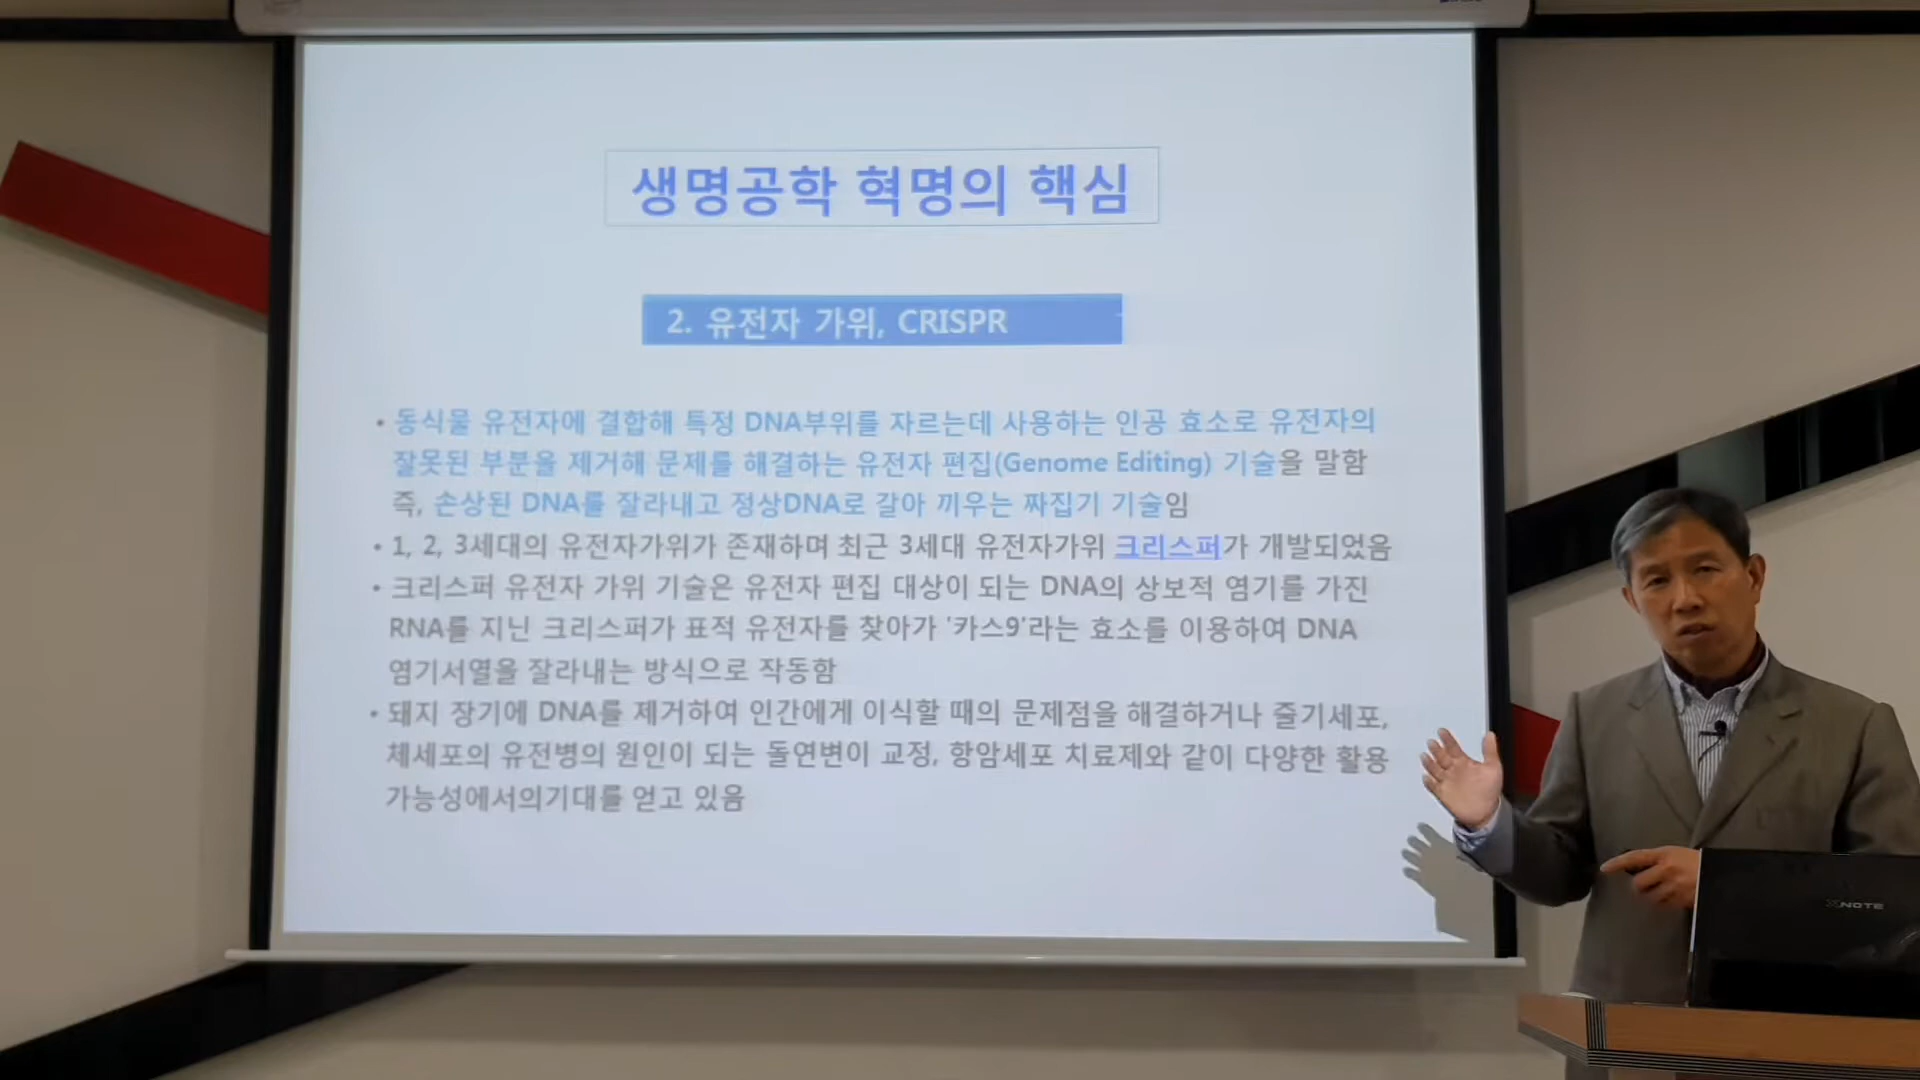 생명공학 혁명의 핵심
2. 유전자 가위, CRISPR
• 동식물 유전자에 결합해 특정 DNA부위를 자르는데 사용하는 인공 효소로 유전자의
잘못된 부분을 제거해 문제를 해결하는 유전자 편집(Genome Editing) 기술을 말함
즉, 손상된 DNA를 잘라내고 정상DNA로 갈아 끼우는 짜집기 기술임
• 1, 2, 3세대의 유전자가위가 존재하며 최근 3세대 유전자가위 크리스퍼가 개발되었음
• 크리스퍼 유전자 가위 기술은 유전자 편집 대상이 되는 DNA의 상보적 염기를 가진
RNA를 지닌 크리스퍼가 표적 유전자를 찾아가 '카스9'라는 효소를 이용하여 DNA
염기서열을 잘라내는 방식으로 작동함
• 돼지 장기에 DNA를 제거하여 인간에게 이식할 때의 문제점을 해결하거나 줄기세포,
체세포의 유전병의 원인이 되는 돌연변이 교정, 항암세포 치료제와 같이 다양한 활용
가능성에서의기대를 얻고 있음
XNOTE